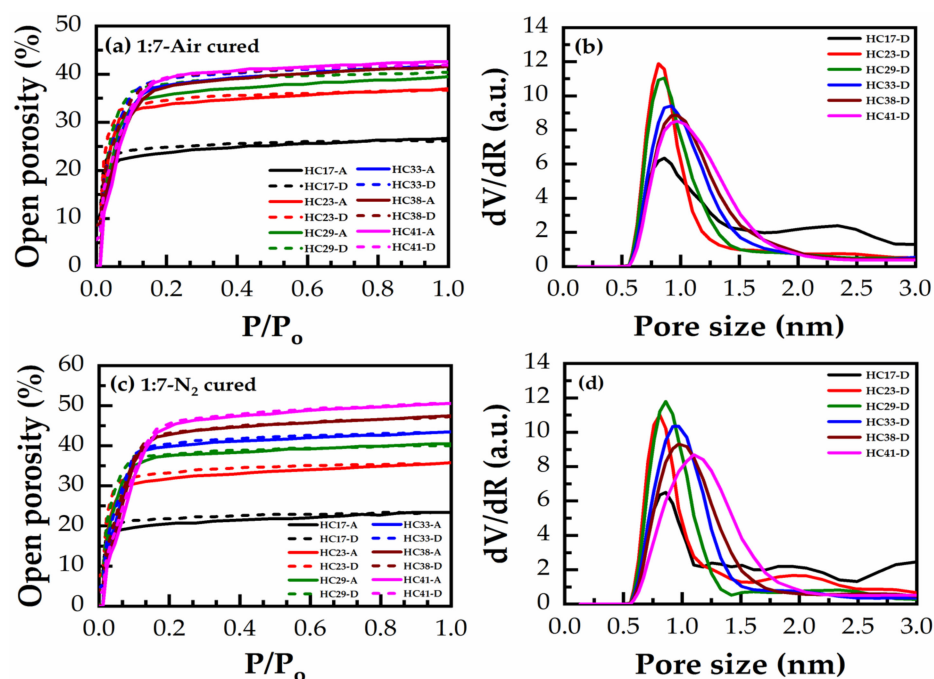 (a) 1:7-Air cured
Open porosity (%)
50
40
30
20
10
0
HC17-A
HC17-D
HC23-A
HC23-D
HC29-A
HC29-D
HC33-A
HC33-D
HC38-A
HC38-D
HC41-A
HC41-D
0.0 0.2 0.4 0.6 0.8 1.0
P/Po
(b)
dV/dR (a.u.)
14
12
10
8
6
4
2
0
HC17-D
HC23-D
HC29-D
HC33-D
HC38-D
HC41-D
0.5 1.0 1.5 2.0 2.5 3.0
Pore size (nm)
(c) 1:7-N2 cured
Open porosity (%)
60
50
40
30
20
10
0
HC17-A
HC17-D
HC23-A
HC23-D
HC29-A
HC29-D
HC33-A
HC33-D
HC38-A
HC38-D
HC41-A
HC41-D
0.0 0.2 0.4 0.6 0.8 1.0
P/Po
(d)
dV/dR (a.u.)
14
12
10
8
6
4
2
0
HC17-D
HC23-D
HC29-D
HC33-D
HC38-D
HC41-D
0.5 1.0 1.5 2.0 2.5 3.0
Pore size (nm)